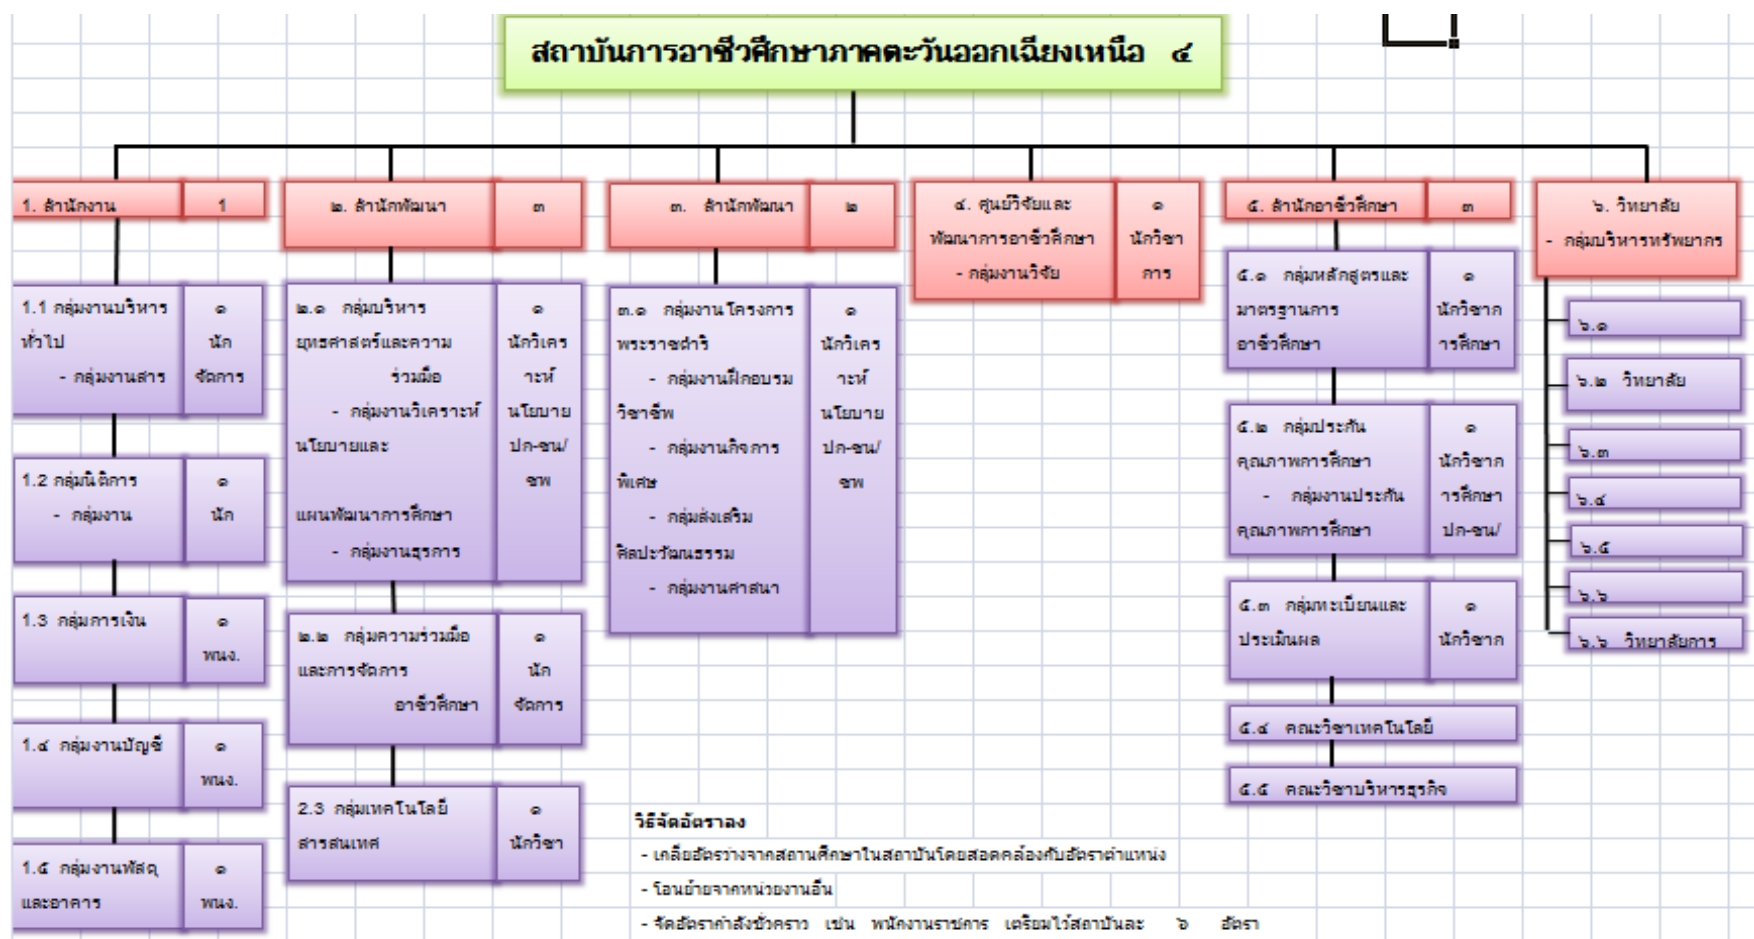 สถาบันการอาชีวศึกษาภาคตะวันออกเฉียงเหนือ ๔
1. สำนักงาน 1
1.1 กลุ่มงานบริหาร
ทั่วไป
- กลุ่มงานสาร
๑
นัก
จัดการ
1.2 กลุ่มนิติการ
- กลุ่มงาน
๑
นัก
1.3 กลุ่มการเงิน
๑
พนง.
1.๔ กลุ่มงานบัญชี
๑
พนง.
1.๕ กลุ่มงานพัสดุ
และอาคาร
๑
พนง.
๒. สำนักพัฒนา ๓
๒.๑ กลุ่มบริหาร
ยุทธศาสตร์และความ
ร่วมมือ
- กลุ่มงานวิเคราะห์
นโยบายและ
แผนพัฒนาการศึกษา
- กลุ่มงานธุรการ
๑
นักวิเคร
าะห์
นโยบาย
ปก-ชน/
ชพ
๒.๒ กลุ่มความร่วมมือ
และการจัดการ
อาชีวศึกษา
๑
นัก
จัดการ
2.3 กลุ่มเทคโนโลยี
สารสนเทศ
๑
นักวิชา
๓. สำนักพัฒนา ๒
๓.๑ กลุ่มงานโครงการ
พระราชดำริ
- กลุ่มงานฝึกอบรม
วิชาชีพ
- กลุ่มงานกิจการ
พิเศษ
- กลุ่มส่งเสริม
ศิลปะวัฒนธรรม
- กลุ่มงานศาสนา
๑
นักวิเคร
าะห์
นโยบาย
ปก-ชน/
ชพ
๔. ศูนย์วิจัยและ
พัฒนาการอาชีวศึกษา
- กลุ่มงานวิจัย
๑
นักวิชา
การ
๕. สำนักอาชีวศึกษา ๓
๕.๑ กลุ่มหลักสูตรและ
มาตรฐานการ
อาชีวศึกษา
๑
นักวิชาก
ารศึกษา
๕.๒ กลุ่มประกัน
คุณภาพการศึกษา
- กลุ่มงานประกัน
คุณภาพการศึกษา
๑
นักวิชาก
ารศึกษา
ปก-ชน/
๕.๓ กลุ่มทะเบียนและ
ประเมินผล
๑
นักวิชาก
๕.๔ คณะวิชาเทคโนโลยี
๕.๕ คณะวิชาบริหารธุรกิจ
๖. วิทยาลัย
- กลุ่มบริหารทรัพยากร
๖.๑
๖.๒ วิทยาลัย
๖.๓
๖.๔
๖.๕
๖.๖
๖.๖ วิทยาลัยการ
วิธีจัดอัตราลง
- เกลี่ยอัตรว่างจากสถานศึกษาในสถาบันโดยสอดคล้องกับอัตราตำแหน่ง
- โอนย้ายจากหน่วยงานอื่น
- จัดอัตรากำลังชั่วคราว เช่น พนักงานราชการ เตรียมไว้สถาบันละ ๖ อัตรา